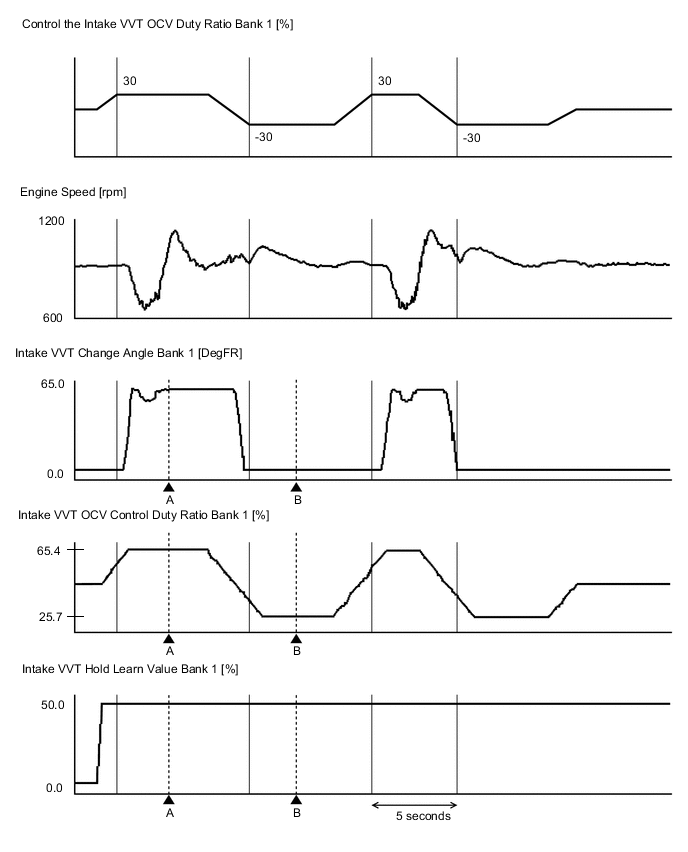 Control the Intake VVT OCV Duty Ratio Bank 1 [%]
30
30
-30
-30
Engine Speed [rpm]
1200
600
Intake VVT Change Angle Bank 1 [DegFR]
65.0
0.0
A
B
Intake VVT OCV Control Duty Ratio Bank 1 [%]
65.4
25.7
A
B
Intake VVT Hold Learn Value Bank 1 [%]
50.0
0.0
A
B
5 seconds